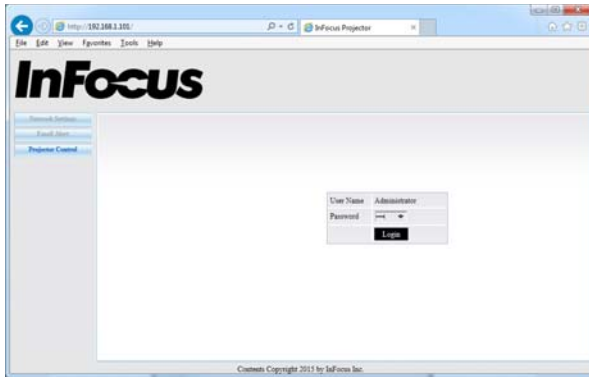 http://192.168.1.101/
InFocus Projector
File Edit View Favorites Tools Help
InFocus
Network Settings
Email Alert
Projector Control
User Name Administrator
Password
Login
Contents Copyright 2015 by InFocus Inc.